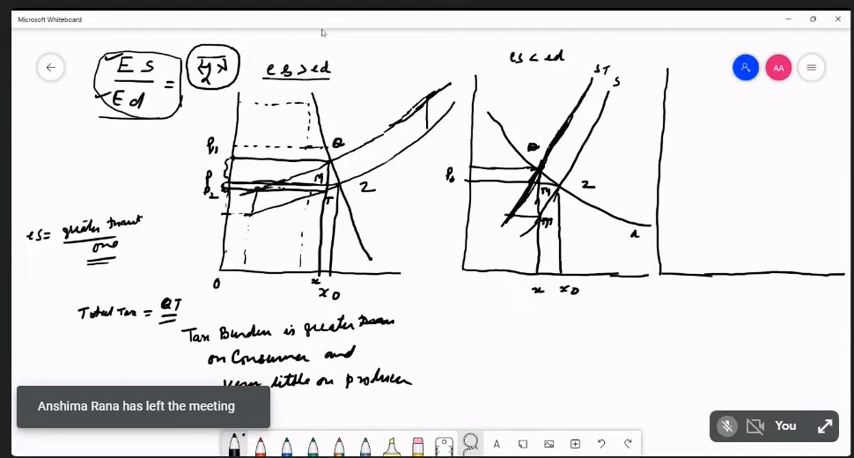 Microsoft Whiteboard
Es
Ed
=
es > ed
es < ed
AA
ST
S
P1
P
P2
Q
M
T
Z
P0
Q
M
Z
0
x
x0
x
x0
es = greater than
one
Total Tax = QT
Tax Burden is greater
on Consumer and
very little on producer
Anshima Rana has left the meeting
You
A